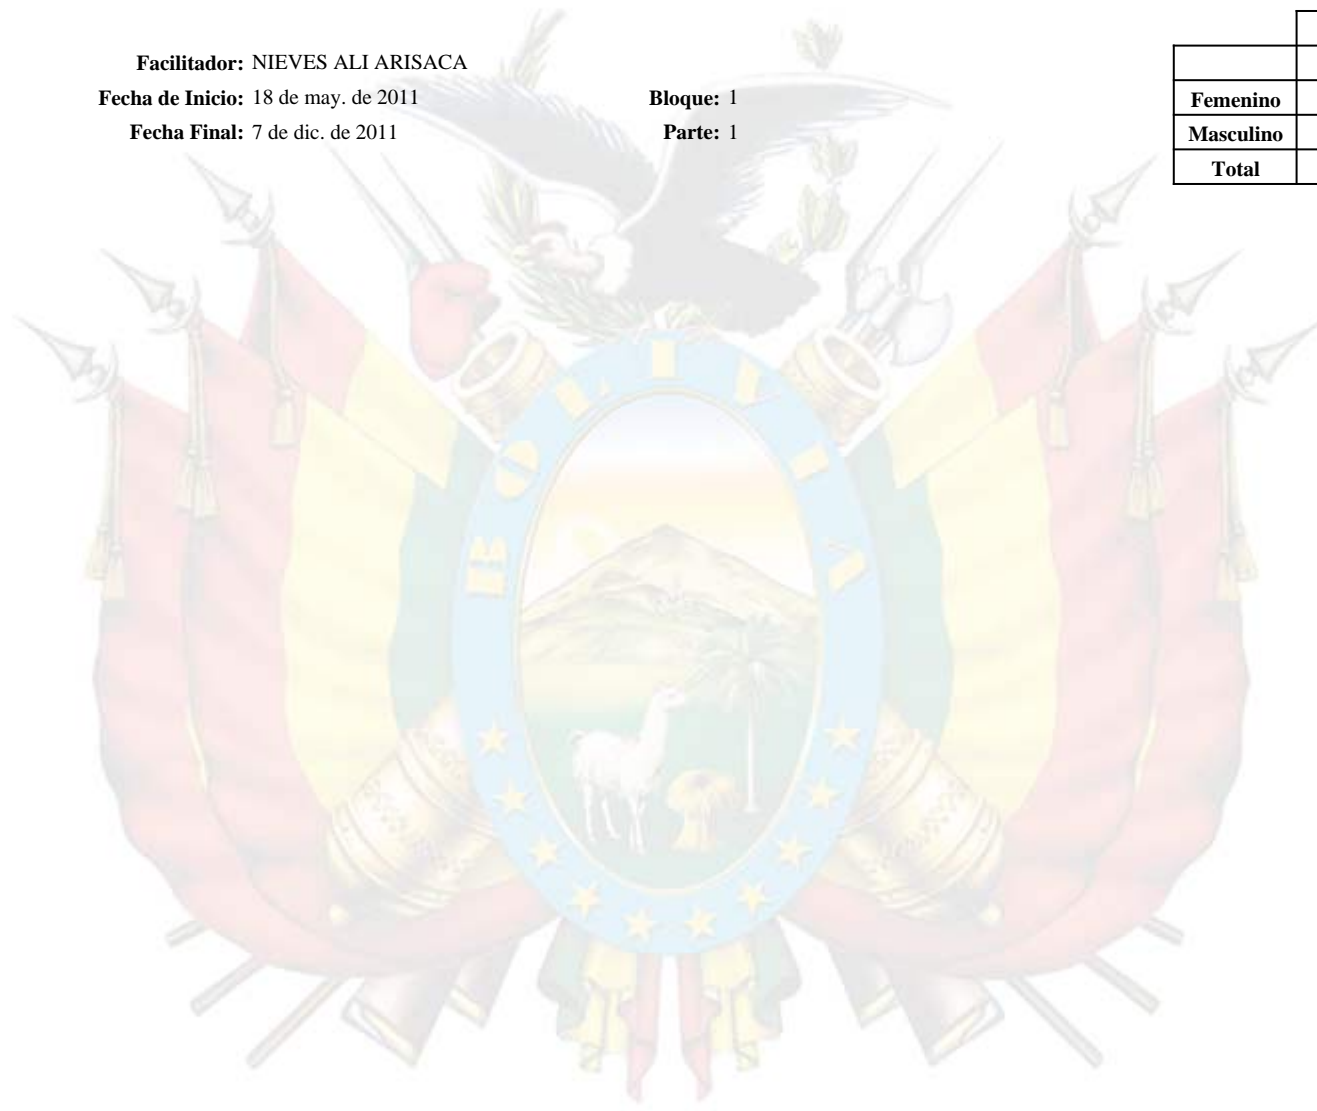 Facilitador: NIEVES ALI ARISACA
Fecha de Inicio: 18 de may. de 2011 Bloque: 1
Fecha Final: 7 de dic. de 2011 Parte: 1
Femenino
Masculino
Total
BOLIVIA